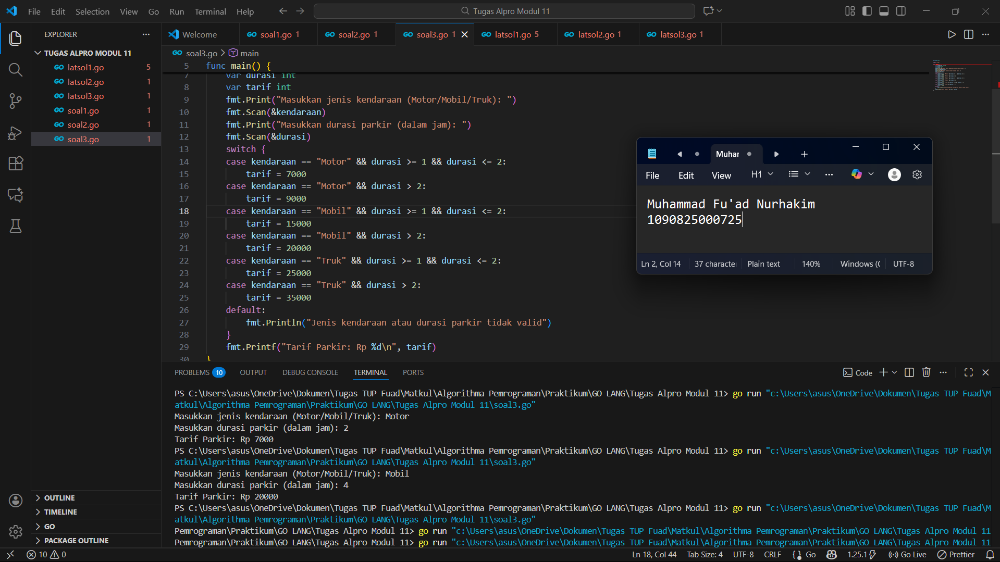 File Edit Selection View Go Run Terminal Help
Tugas Alpro Modul 11
EXPLORER
TUGAS ALPRO MODUL 11
latsol1.go 5
latsol2.go 1
latsol3.go 1
soal1.go 1
soal2.go 1
soal3.go 1
OUTLINE
TIMELINE
GO
PACKAGE OUTLINE
Welcome soal1.go 1 soal2.go 1 soal3.go 1 latsol1.go 5 latsol2.go 1 latsol3.go 1
soal3.go > main
5 func main() {
7 var durasi int
8 var tarif int
9 fmt.Print("Masukkan jenis kendaraan (Motor/Mobil/Truk): ")
10 fmt.Scan(&kendaraan)
11 fmt.Print("Masukkan durasi parkir (dalam jam): ")
12 fmt.Scan(&durasi)
13 switch {
14 case kendaraan == "Motor" && durasi >= 1 && durasi <= 2:
15 tarif = 7000
16 case kendaraan == "Motor" && durasi > 2:
17 tarif = 9000
18 case kendaraan == "Mobil" && durasi >= 1 && durasi <= 2:
19 tarif = 15000
20 case kendaraan == "Mobil" && durasi > 2:
21 tarif = 20000
22 case kendaraan == "Truk" && durasi >= 1 && durasi <= 2:
23 tarif = 25000
24 case kendaraan == "Truk" && durasi > 2:
25 tarif = 35000
26 default:
27 fmt.Println("Jenis kendaraan atau durasi parkir tidak valid")
28 }
29 fmt.Printf("Tarif Parkir: Rp %d\n", tarif)
30 }
Muhar
File Edit View H1
Muhammad Fu'ad Nurhakim
1090825000725
Ln 2, Col 14 37 character Plain text 140% Windows (C UTF-8
PROBLEMS 10 OUTPUT DEBUG CONSOLE TERMINAL PORTS
Code
PS C:\Users\asus\OneDrive\Dokumen\Tugas TUP Fuad\Matkul\Algorithma Pemrograman\Praktikum\GO LANG\Tugas Alpro Modul 11> go run "c:\Users\asus\OneDrive\Dokumen\Tugas TUP Fuad\M
atkul\Algorithma Pemrograman\Praktikum\GO LANG\Tugas Alpro Modul 11\soal3.go"
Masukkan jenis kendaraan (Motor/Mobil/Truk): Motor
Masukkan durasi parkir (dalam jam): 2
Tarif Parkir: Rp 7000
PS C:\Users\asus\OneDrive\Dokumen\Tugas TUP Fuad\Matkul\Algorithma Pemrograman\Praktikum\GO LANG\Tugas Alpro Modul 11> go run "c:\Users\asus\OneDrive\Dokumen\Tugas TUP Fuad\M
atkul\Algorithma Pemrograman\Praktikum\GO LANG\Tugas Alpro Modul 11\soal3.go"
Masukkan jenis kendaraan (Motor/Mobil/Truk): Mobil
Masukkan durasi parkir (dalam jam): 4
Tarif Parkir: Rp 20000
PS C:\Users\asus\OneDrive\Dokumen\Tugas TUP Fuad\Matkul\Algorithma Pemrograman\Praktikum\GO LANG\Tugas Alpro Modul 11> go run "c:\Users\asus\OneDrive\Dokumen\Tugas TUP Fuad\M
atkul\Algorithma Pemrograman\Praktikum\GO LANG\Tugas Alpro Modul 11\soal3.go"
Pemrograman\Praktikum\GO LANG\Tugas Alpro Modul 11> go run "c:\Users\asus\OneDrive\Dokumen\Tugas TUP Fuad\Matkul\Algorithma Pemrograman\Praktikum\GO LANG\Tugas Alpro Modul 11
Pemrograman\Praktikum\GO LANG\Tugas Alpro Modul 11> go run "c:\Users\asus\OneDrive\Dokumen\Tugas TUP Fuad\Matkul\Algorithma Pemrograman\Praktikum\GO LANG\Tugas Alpro Modul 11
10 0 Ln 18, Col 44 Tab Size: 4 UTF-8 CRLF Go 1.25.1 Go Live Prettier